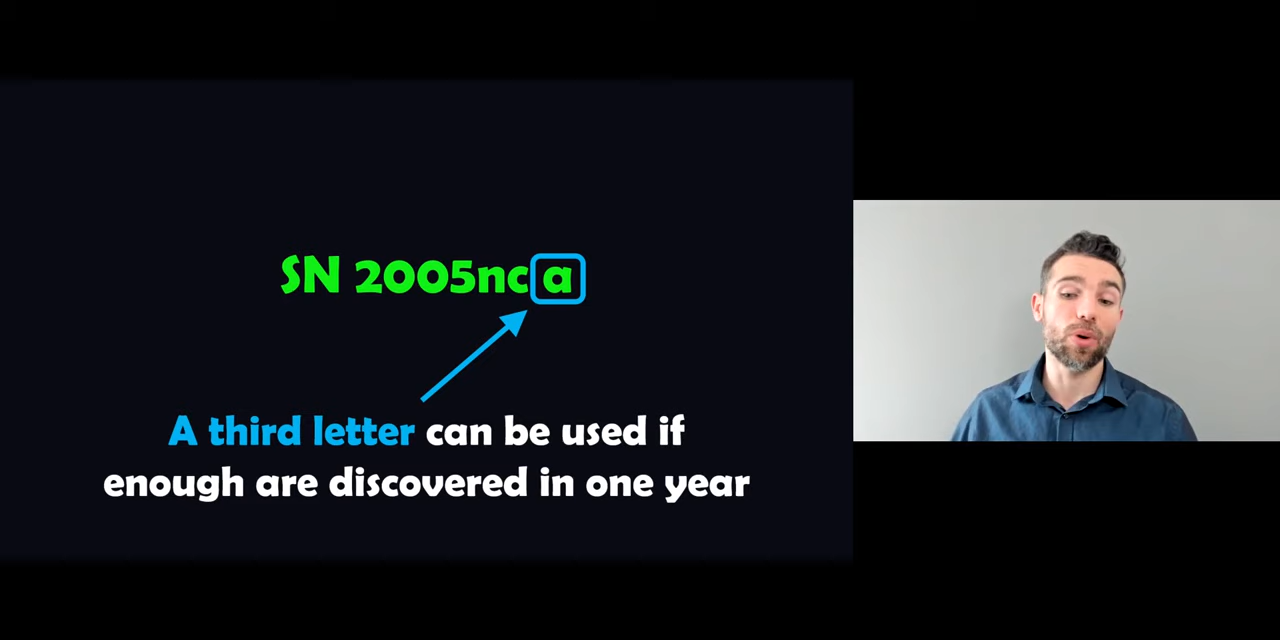 SN 2005nca
A third letter can be used if
enough are discovered in one year